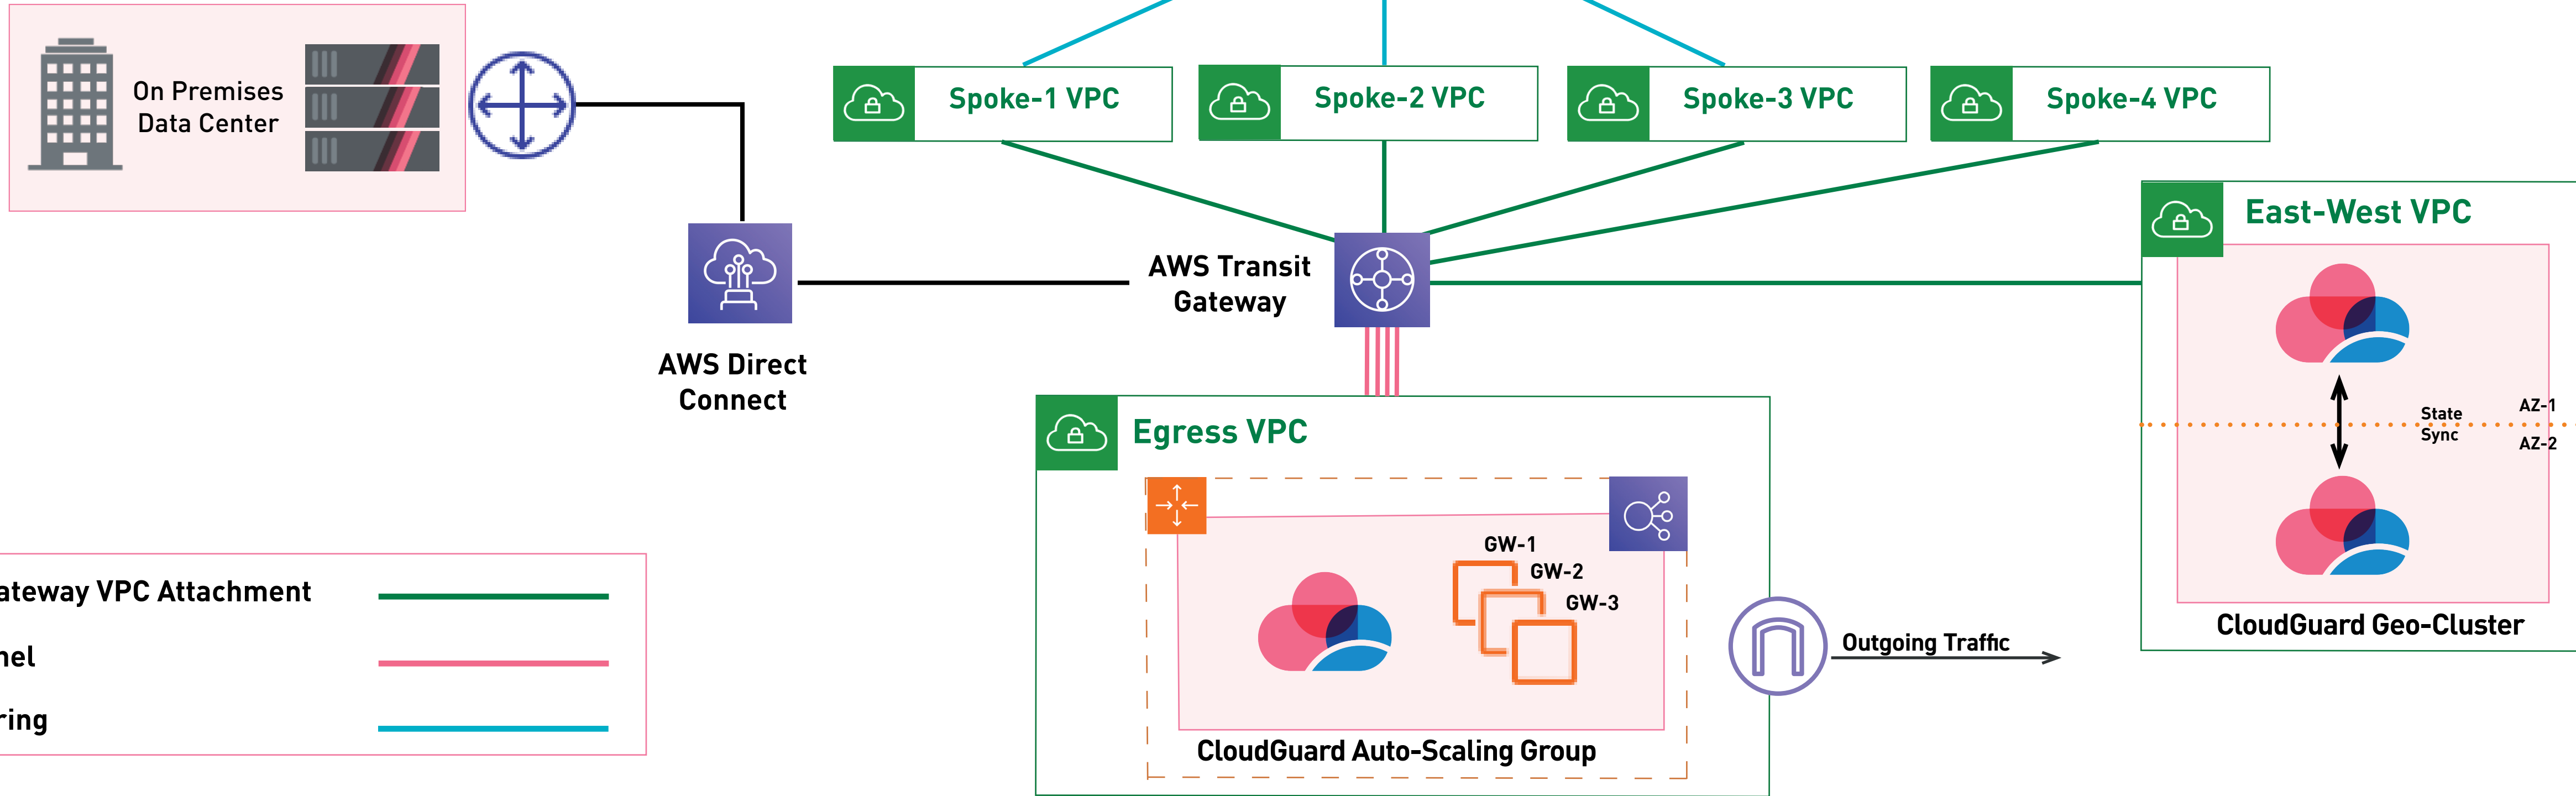 On Premises
Data Center
Spoke-1 VPC
Spoke-2 VPC
Spoke-3 VPC
Spoke-4 VPC
East-West VPC
AWS Transit
Gateway
AWS Direct
Connect
State
Sync
AZ-1
AZ-2
Egress VPC
GW-1
GW-2
GW-3
CloudGuard Geo-Cluster
Outgoing Traffic
CloudGuard Auto-Scaling Group
ateway VPC Attachment
nel
ring